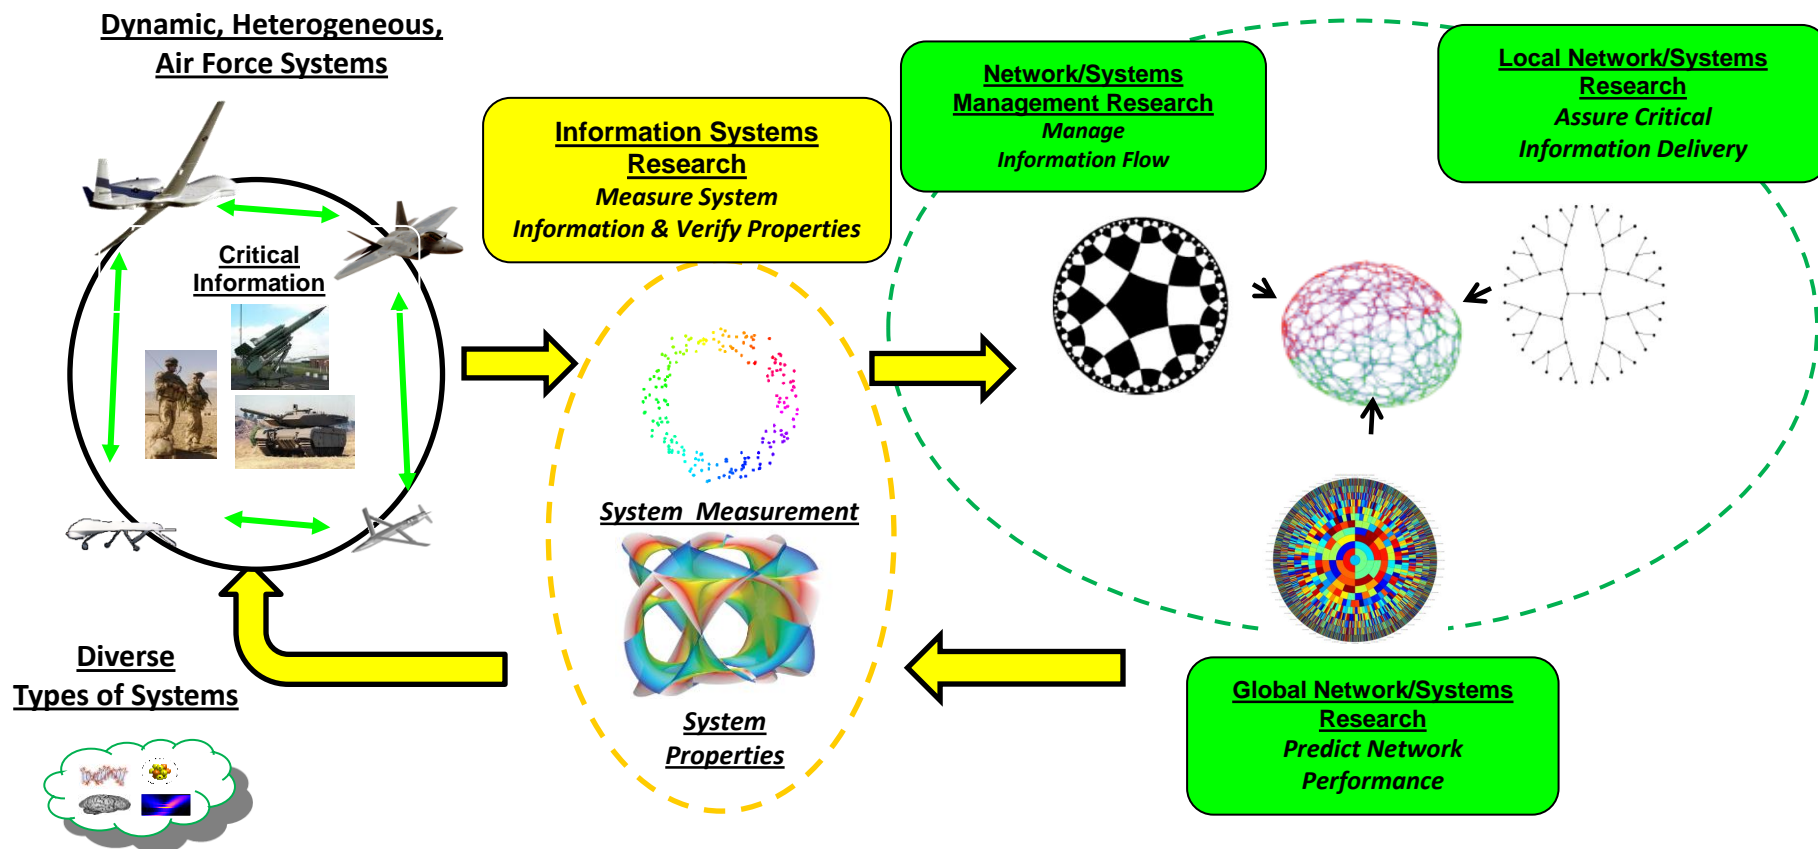 Dynamic, Heterogeneous,
Air Force Systems
Critical
Information
Diverse
Types of Systems
Information Systems
Research
Measure System
Information & Verify Properties
System Measurement
System
Properties
Network/Systems
Management Research
Manage
Information Flow
Local Network/Systems
Research
Assure Critical
Information Delivery
Global Network/Systems
Research
Predict Network
Performance